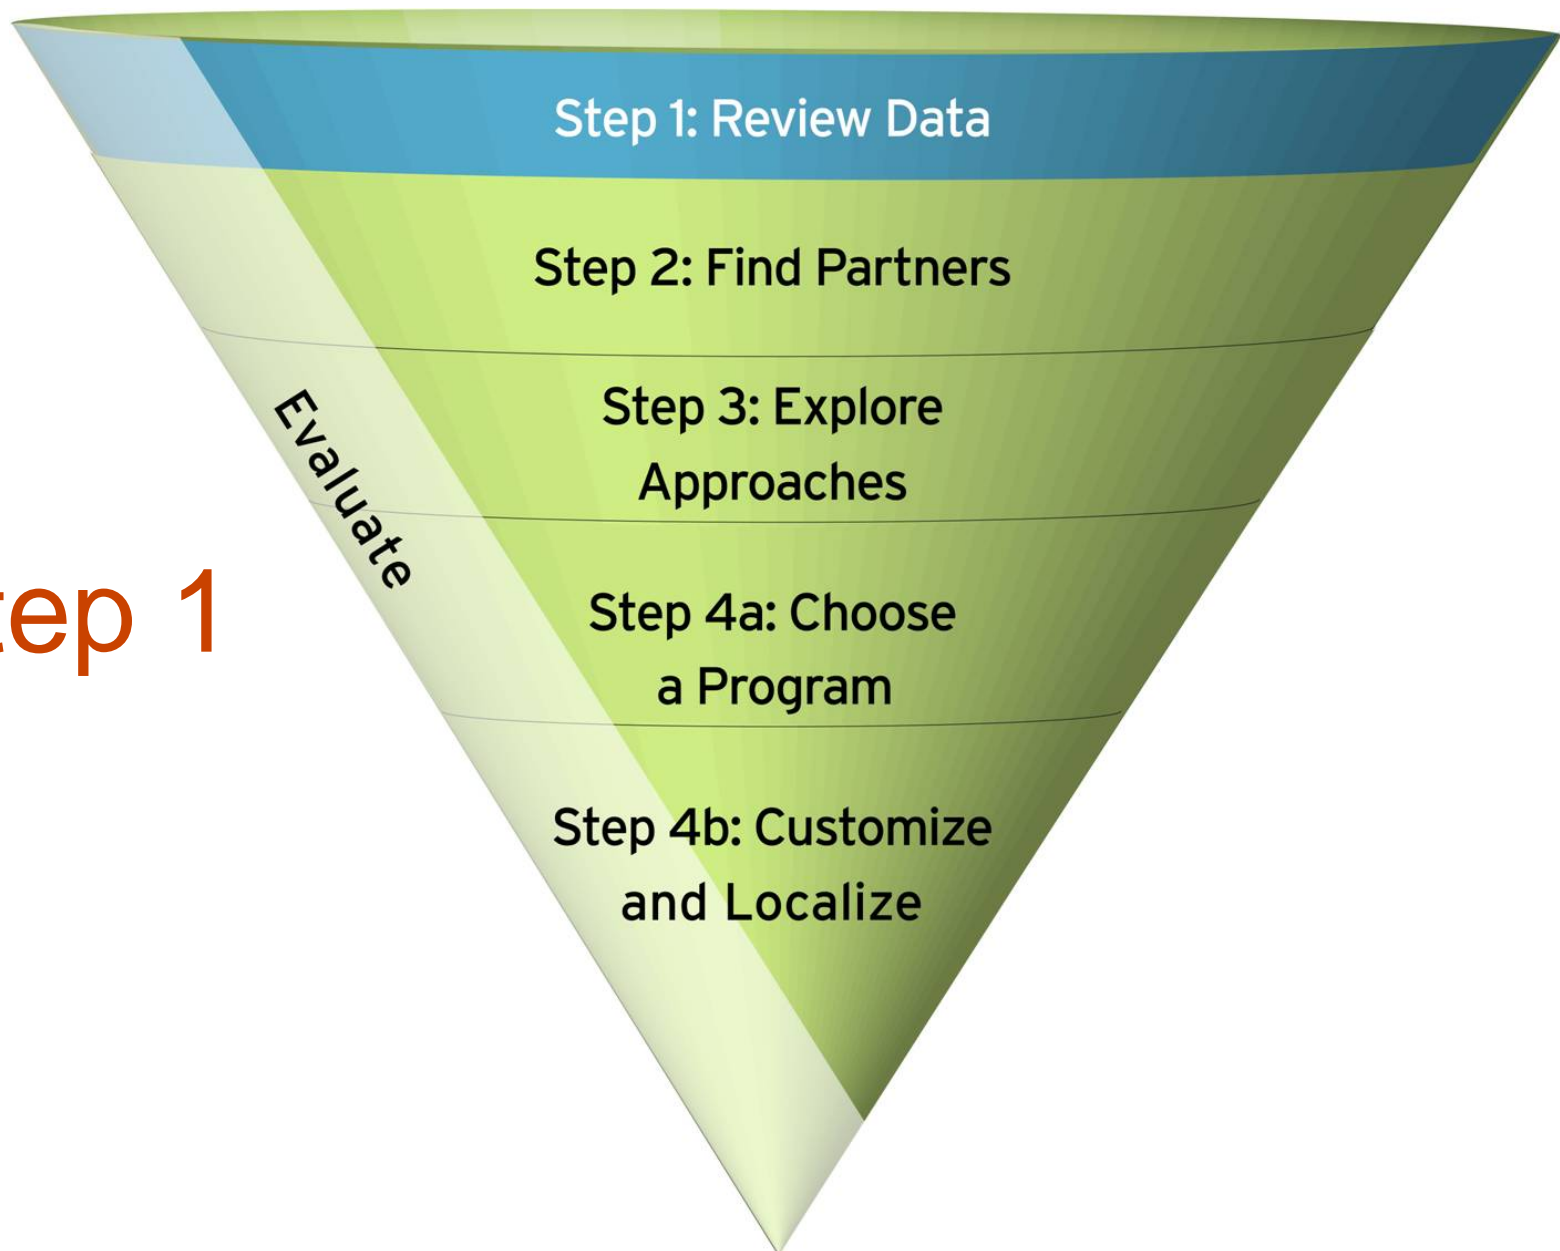 Step 1: Review Data
Step 2: Find Partners
Step 3: Explore
Approaches
Evaluate
tep 1
Step 4a: Choose
a Program
Step 4b: Customize
and Localize